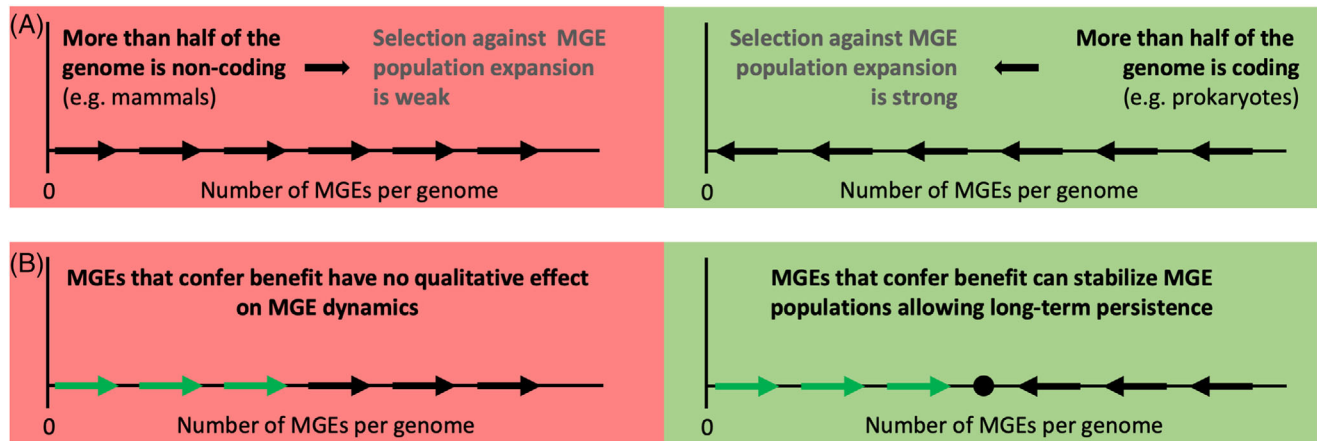 (A)
More than half of the
genome is non-coding
(e.g. mammals)
Selection against MGE
population expansion
is weak
0
Number of MGEs per genome
Selection against MGE
population expansion
is strong
More than half of the
genome is coding
(e.g. prokaryotes)
0
Number of MGEs per genome
(B)
MGEs that confer benefit have no qualitative effect
on MGE dynamics
0
Number of MGEs per genome
MGEs that confer benefit can stabilize MGE
populations allowing long-term persistence
0
Number of MGEs per genome